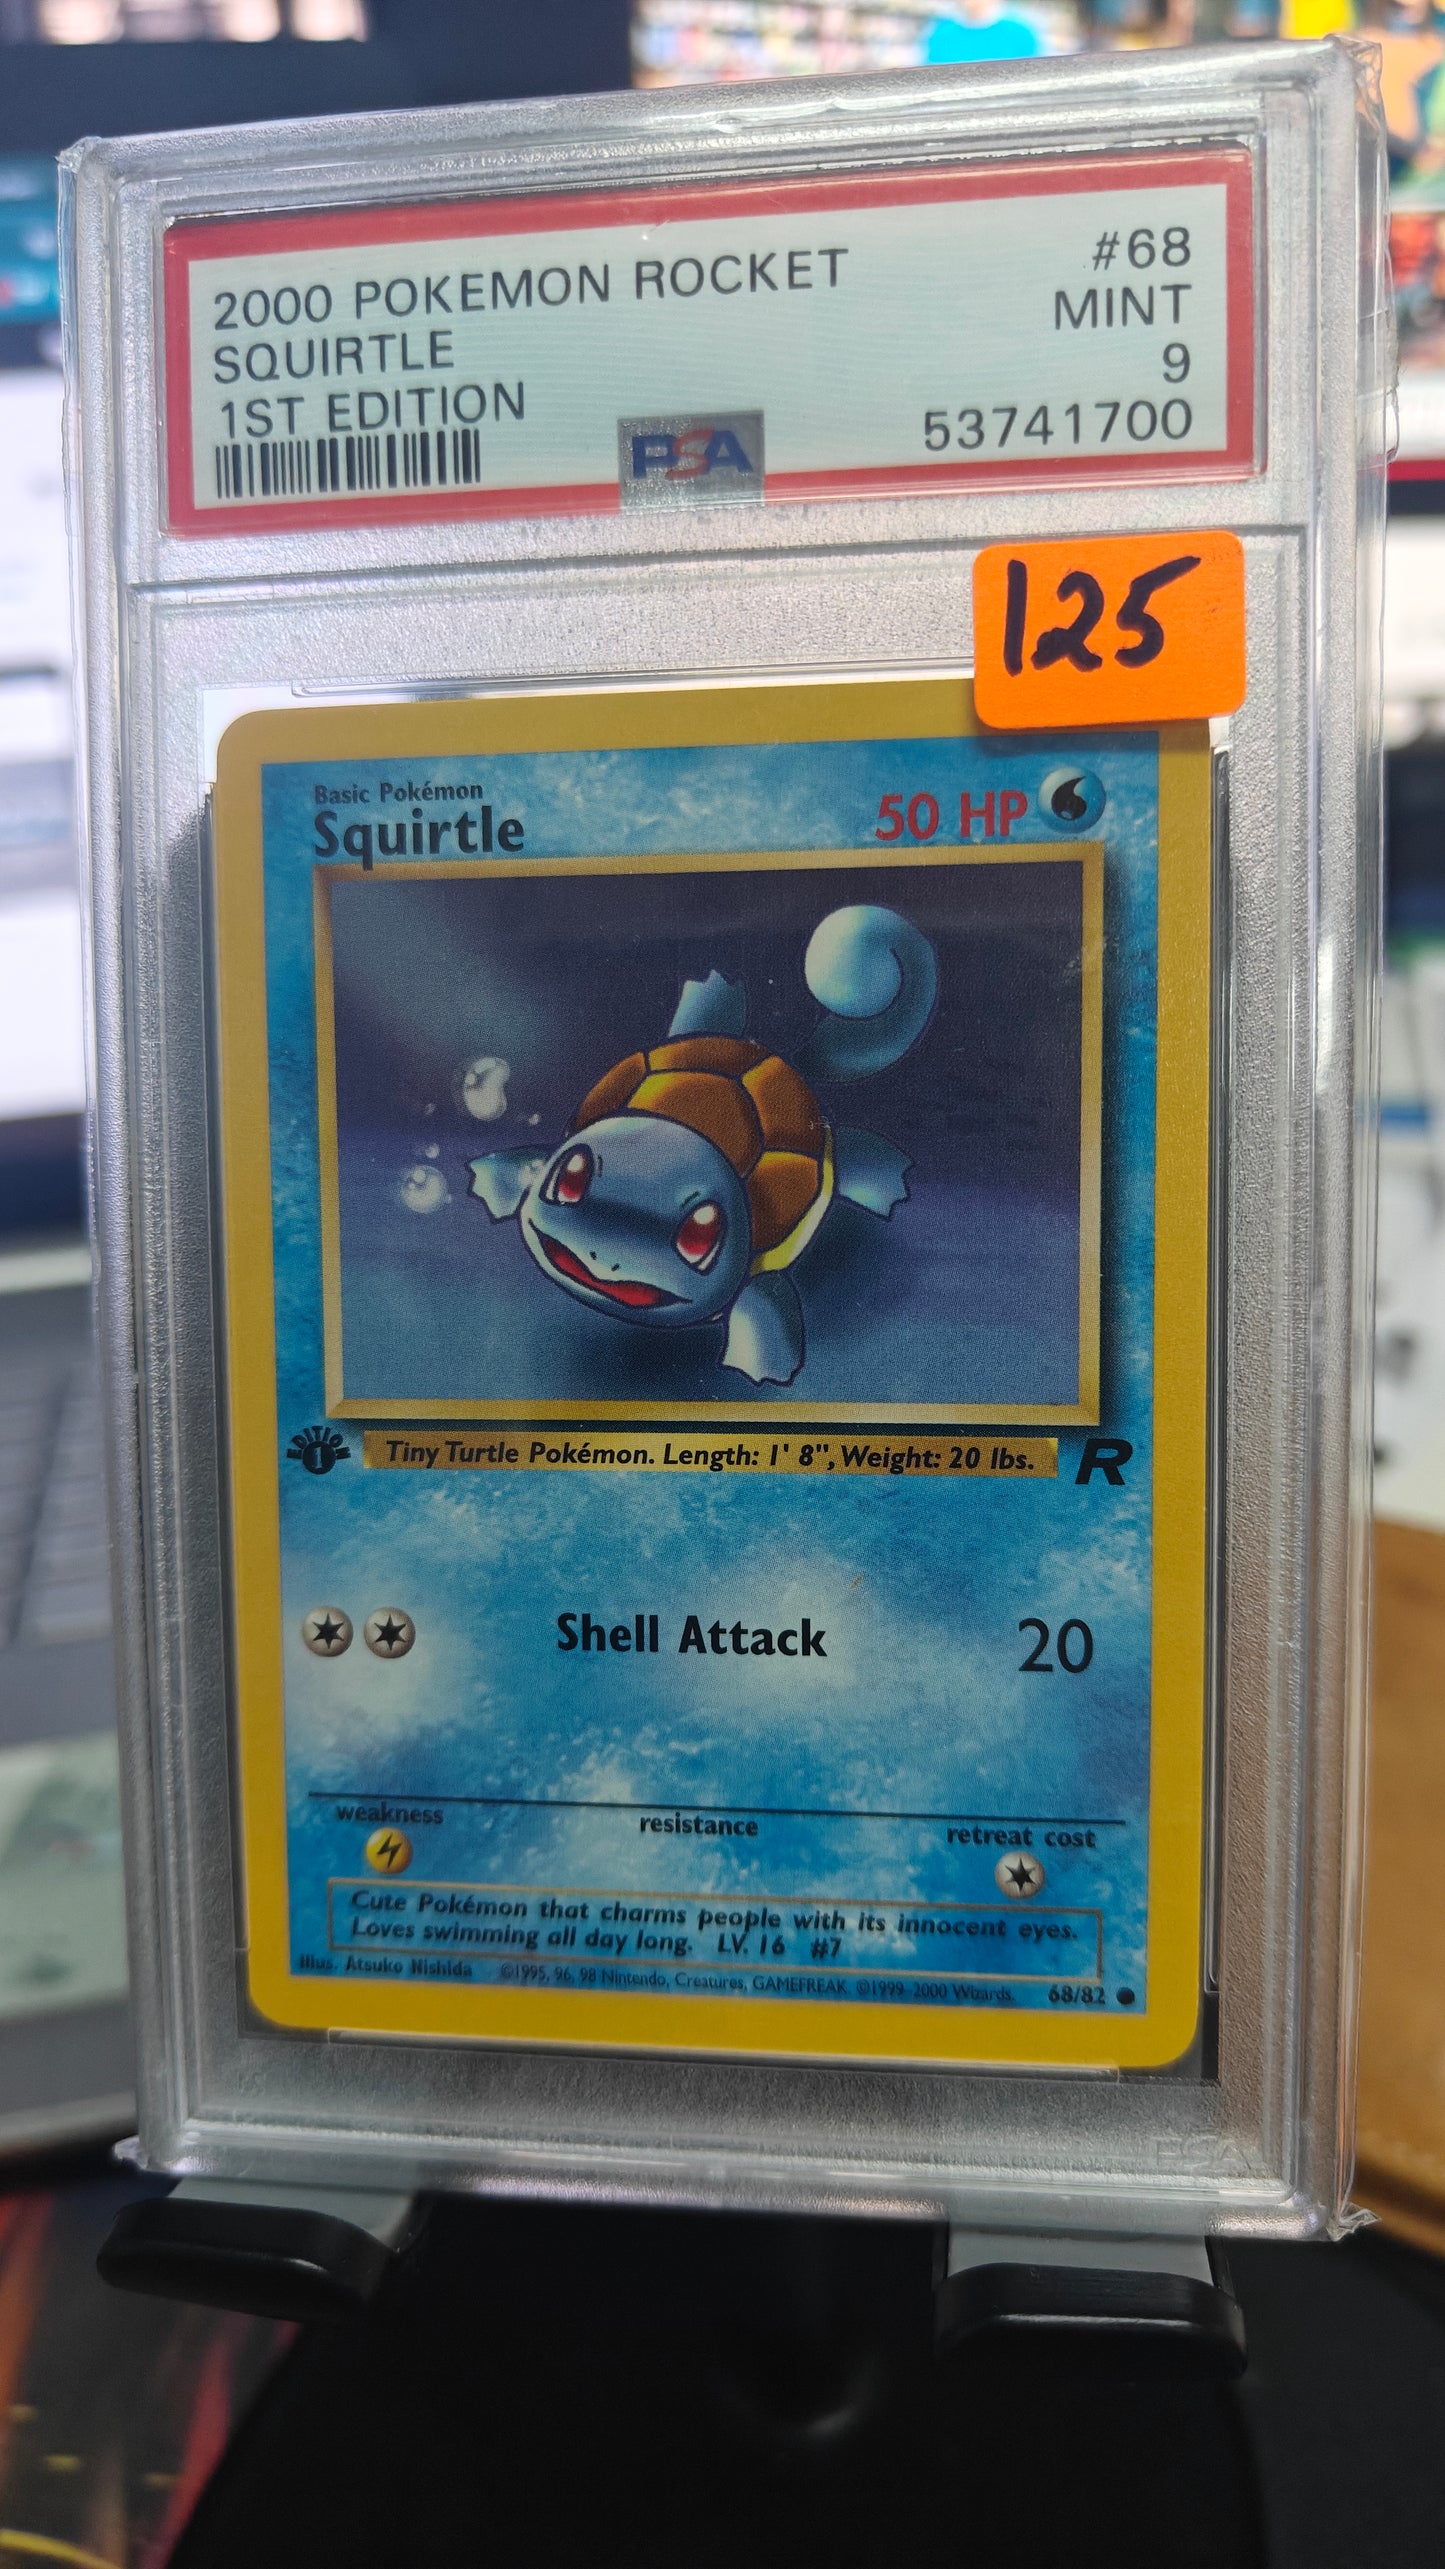 2000 POKEMON ROCKET #68
SQUIRTLE MINT
1ST EDITION 9
PSA 53741700
125
Basic Pokémon
Squirtle 50 HP
EDITION 1
Tiny Turtle Pokémon. Length: 1' 8", Weight: 20 lbs. R
Shell Attack 20
weakness resistance retreat cost
Cute Pokémon that charms people with its innocent eyes.
Loves swimming all day long. LV. 16 #7
Illus. Atsuko Nishida ©1995, 96, 98 Nintendo, Creatures, GAMEFREAK. ©1999-2000 Wizards. 68/82
PSA